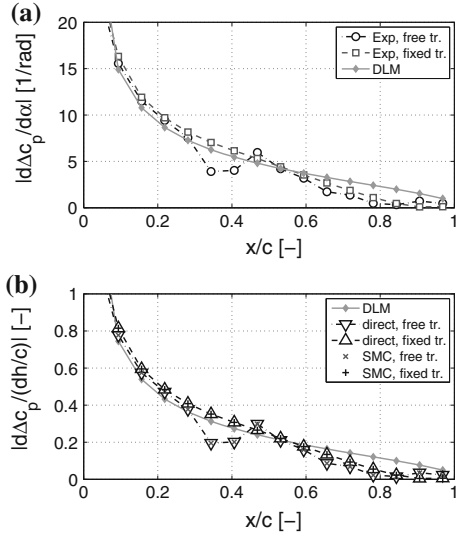 (a)
|dΔcp/dα| [1/rad]
20
15
10
5
0
Exp, free tr.
Exp, fixed tr.
DLM
0 0.2 0.4 0.6 0.8 1
x/c [−]
(b)
|dΔcp/(dh/c)| [−]
1
0.8
0.6
0.4
0.2
0
DLM
direct, free tr.
direct, fixed tr.
SMC, free tr.
SMC, fixed tr.
0 0.2 0.4 0.6 0.8 1
x/c [−]